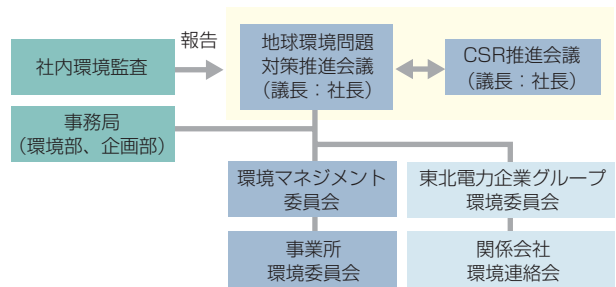 報告
社内環境監査
地球環境問題
対策推進会議
（議長：社長）
CSR推進会議
（議長：社長）
事務局
（環境部、企画部）
環境マネジメント
委員会
東北電力企業グループ
環境委員会
事業所
環境委員会
関係会社
環境連絡会